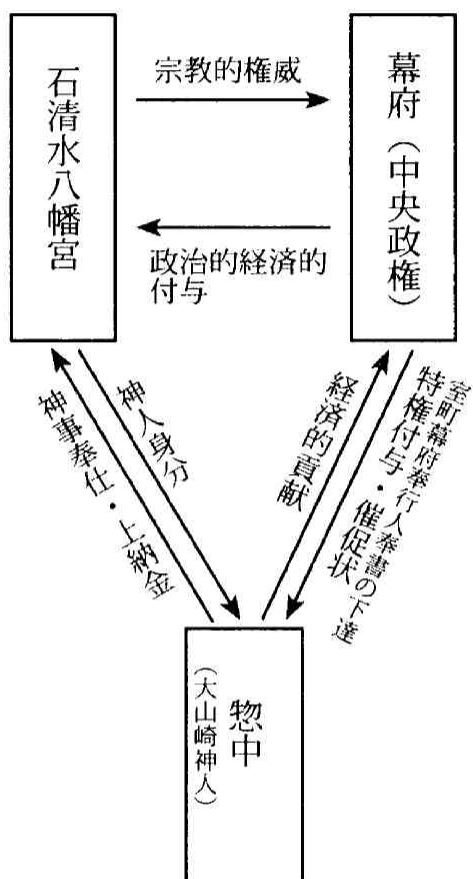 石清水八幡宮
幕府（中央政権）
宗教的権威
政治的経済的
付与
神人身分
神事奉仕・上納金
経済的貢献
室町幕府奉行人奉書の下達
特権付与・催促状
惣中
（大山崎神人）